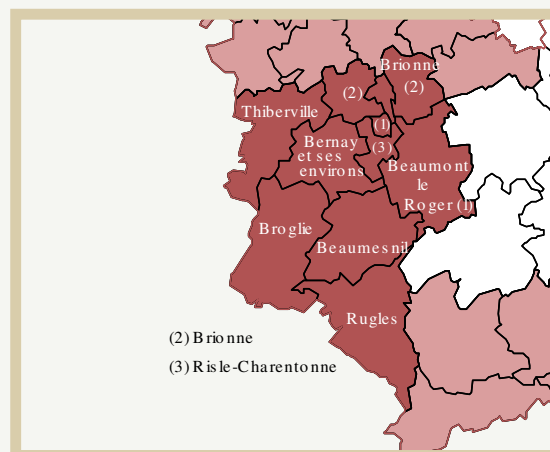 Brionne
(2)
(2)
Thiberville
(1)
Bernay
et ses
environs
(3)
Beaumont
le
Roger (1)
Broglie
Beaumesnil
Rugles
(2) Brionne
(3) Risle-Charentonne